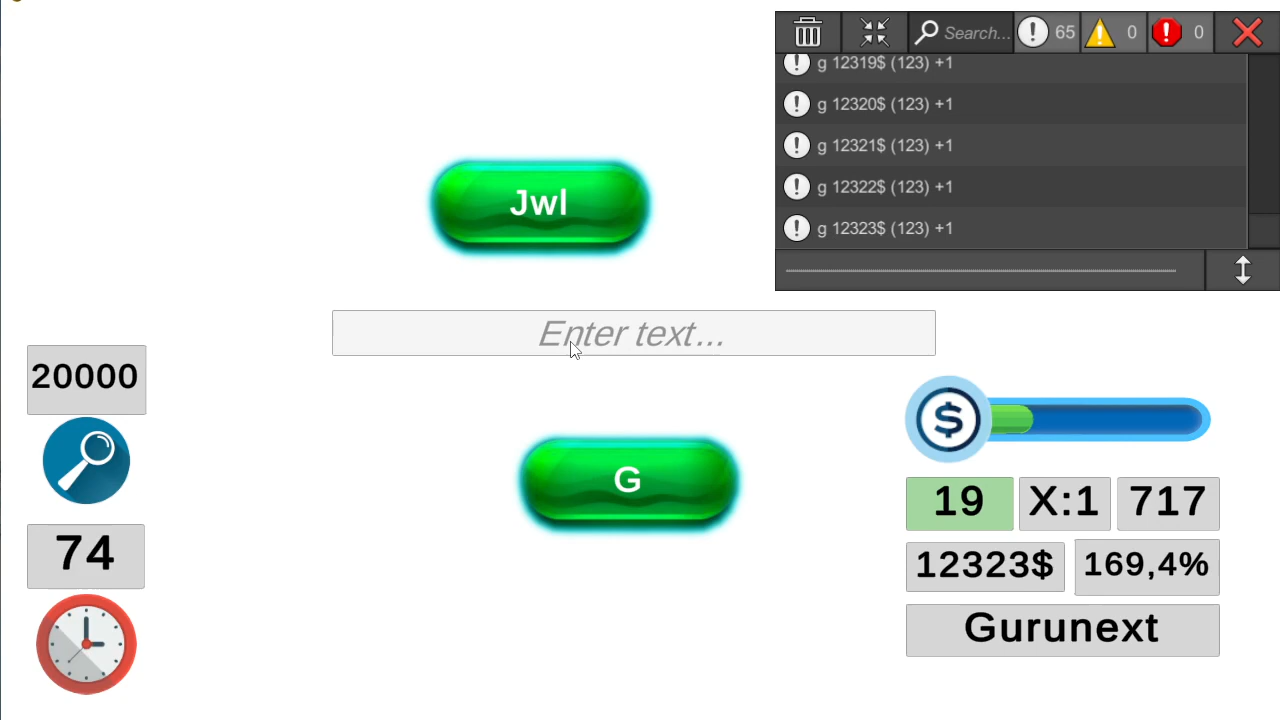 Search... 65 0 0
g 12319$ (123) +1
g 12320$ (123) +1
g 12321$ (123) +1
g 12322$ (123) +1
g 12323$ (123) +1
Jwl
Enter text...
20000
G
74
$
19 X:1 717
12323$ 169,4%
Gurunext